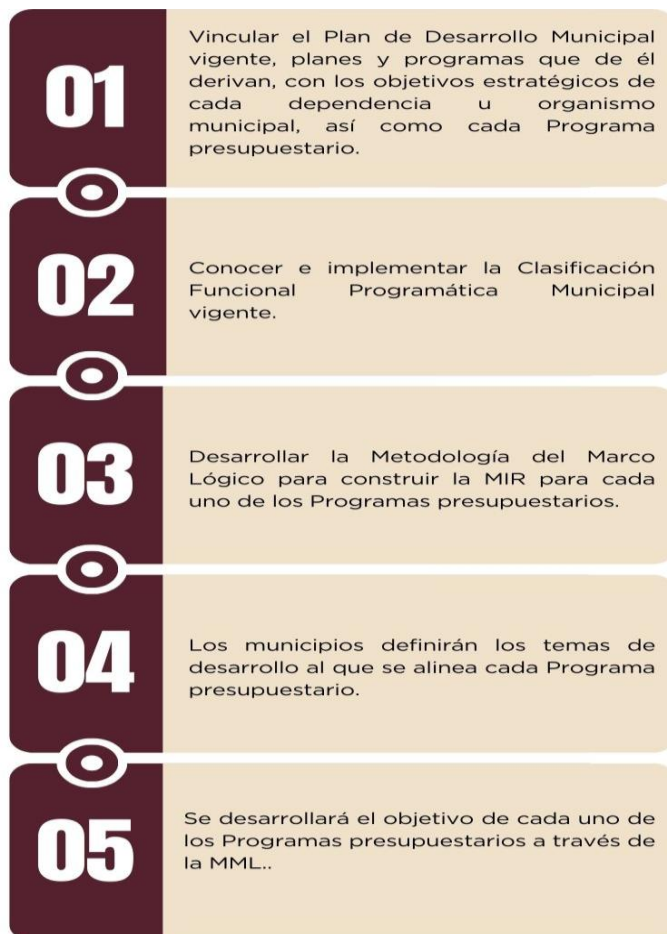 01
Vincular el Plan de Desarrollo Municipal
vigente, planes y programas que de él
derivan, con los objetivos estratégicos de
cada dependencia u organismo
municipal, así como cada Programa
presupuestario.
02
Conocer e implementar la Clasificación
Funcional Programática Municipal
vigente.
03
Desarrollar la Metodología del Marco
Lógico para construir la MIR para cada
uno de los Programas presupuestarios.
04
Los municipios definirán los temas de
desarrollo al que se alinea cada Programa
presupuestario.
05
Se desarrollará el objetivo de cada uno de
los Programas presupuestarios a través de
la MML..